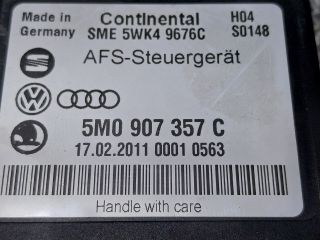 Made in Continental H04
Germany SME 5WK4 9676C S0148
AFS-Steuergerät
5M0 907 357 C
17.02.2011 0001 0563
Handle with care